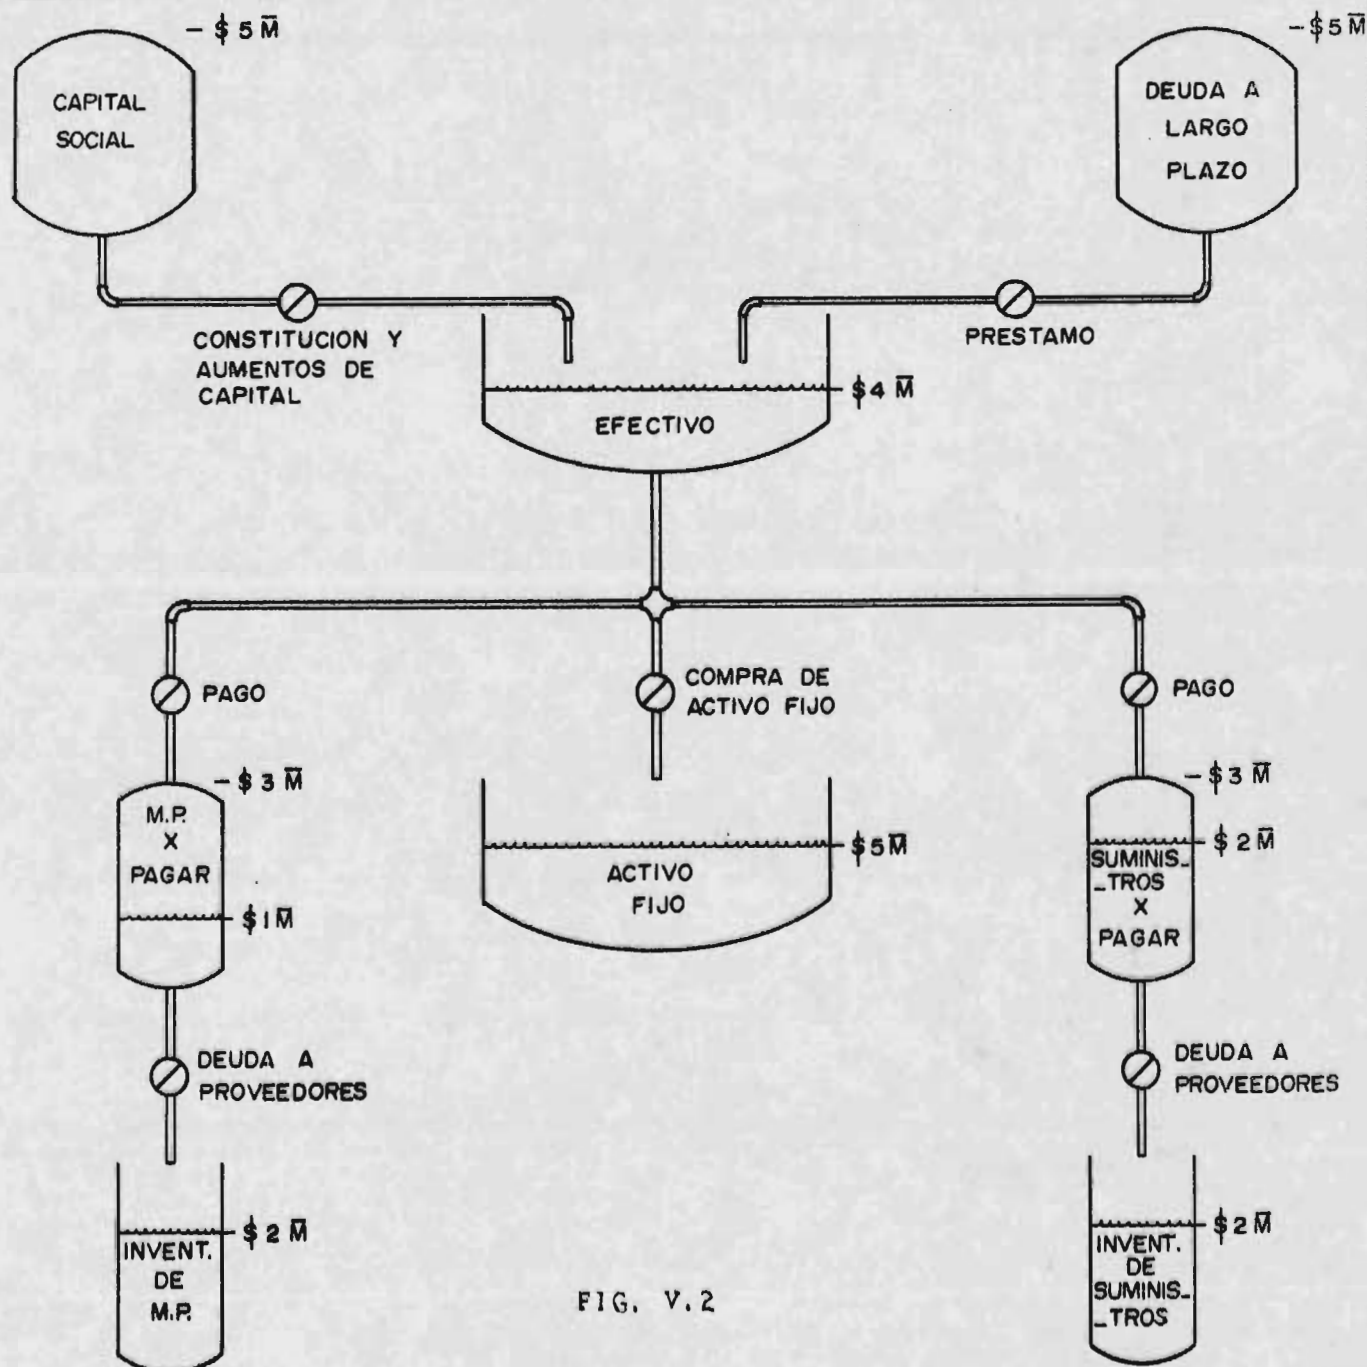 - $5 M̅
CAPITAL
SOCIAL
- $5 M̅
DEUDA A
LARGO
PLAZO
CONSTITUCION Y
AUMENTOS DE
CAPITAL
PRESTAMO
$4 M̅
EFECTIVO
PAGO
COMPRA DE
ACTIVO FIJO
PAGO
- $3 M̅
M.P.
X
PAGAR
$1 M̅
$5 M̅
ACTIVO
FIJO
- $3 M̅
$2 M̅
SUMINIS_
_TROS
X
PAGAR
DEUDA A
PROVEEDORES
DEUDA A
PROVEEDORES
$2 M̅
INVENT.
DE
M.P.
$2 M̅
INVENT.
DE
SUMINIS_
_TROS
FIG. V.2